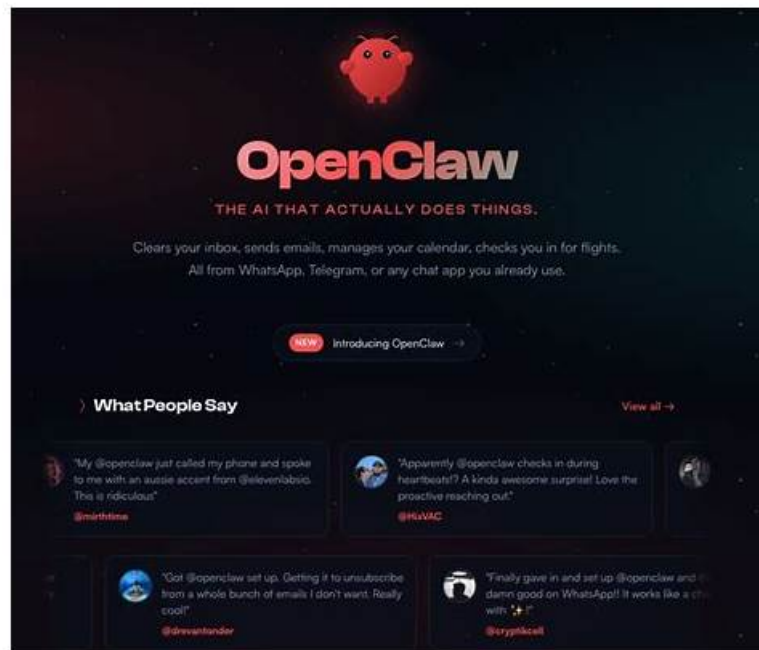 OpenClaw
THE AI THAT ACTUALLY DOES THINGS.
Clears your inbox, sends emails, manages your calendar, checks you in for flights.
All from WhatsApp, Telegram, or any chat app you already use.
NEW Introducing OpenClaw →
〉 What People Say
View all →
"My @openclaw just called my phone and spoke
to me with an aussie accent from @elevenlabsio.
This is ridiculous"
@mirthtime
"Apparently @openclaw checks in during
heartbeats!? A kinda awesome surprise! Love the
proactive reaching out."
@HixVAC
"Got @openclaw set up. Getting it to unsubscribe
from a whole bunch of emails I don't want. Really
cool!"
@drevantonder
"Finally gave in and set up @openclaw and
damn good on WhatsApp!! It works like a
with ✨!"
@cryptikcell